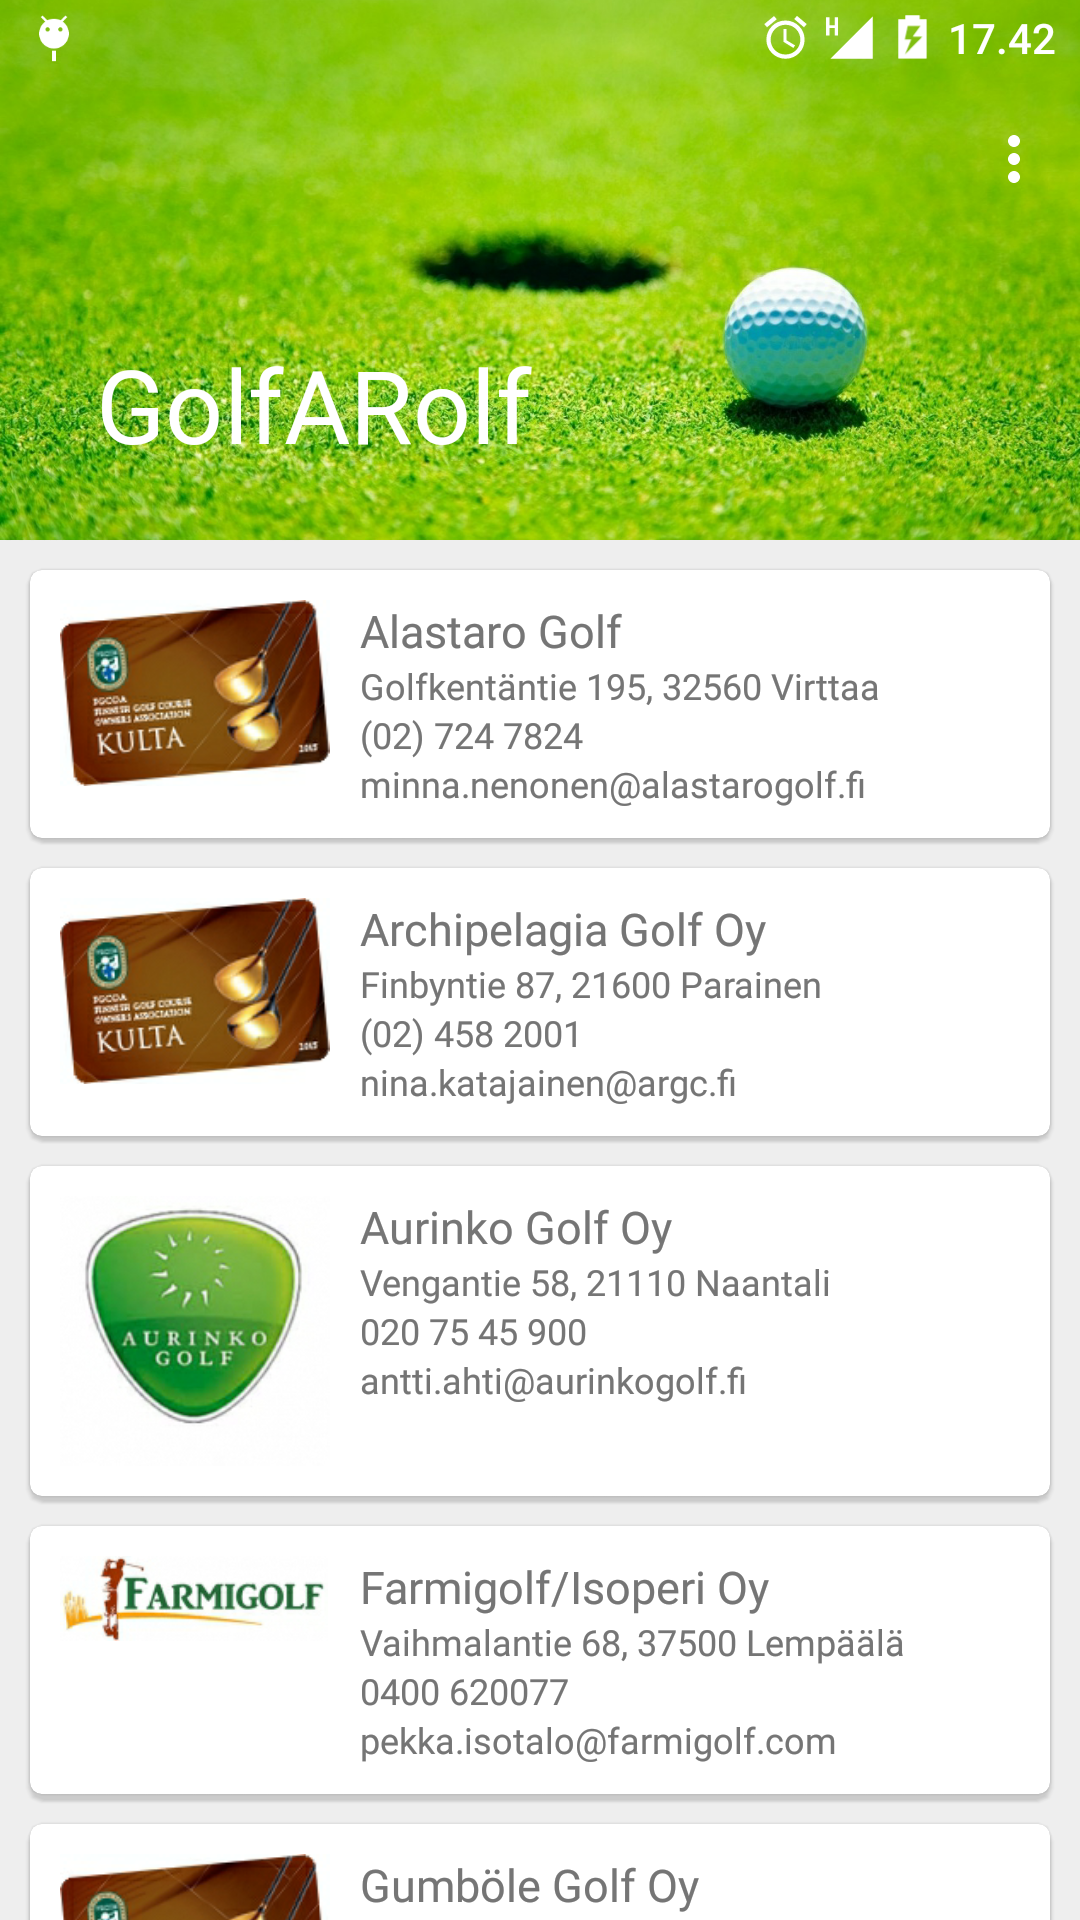 H 17.42
GolfARolf
FGCOA
FINNISH GOLF COURSE
OWNERS ASSOCIATION
KULTA
2015
Alastaro Golf
Golfkentäntie 195, 32560 Virttaa
(02) 724 7824
minna.nenonen@alastarogolf.fi
FGCOA
FINNISH GOLF COURSE
OWNERS ASSOCIATION
KULTA
2015
Archipelagia Golf Oy
Finbyntie 87, 21600 Parainen
(02) 458 2001
nina.katajainen@argc.fi
AURINKO
GOLF
Aurinko Golf Oy
Vengantie 58, 21110 Naantali
020 75 45 900
antti.ahti@aurinkogolf.fi
FARMIGOLF
Farmigolf/Isoperi Oy
Vaihmalantie 68, 37500 Lempäälä
0400 620077
pekka.isotalo@farmigolf.com
Gumböle Golf Oy